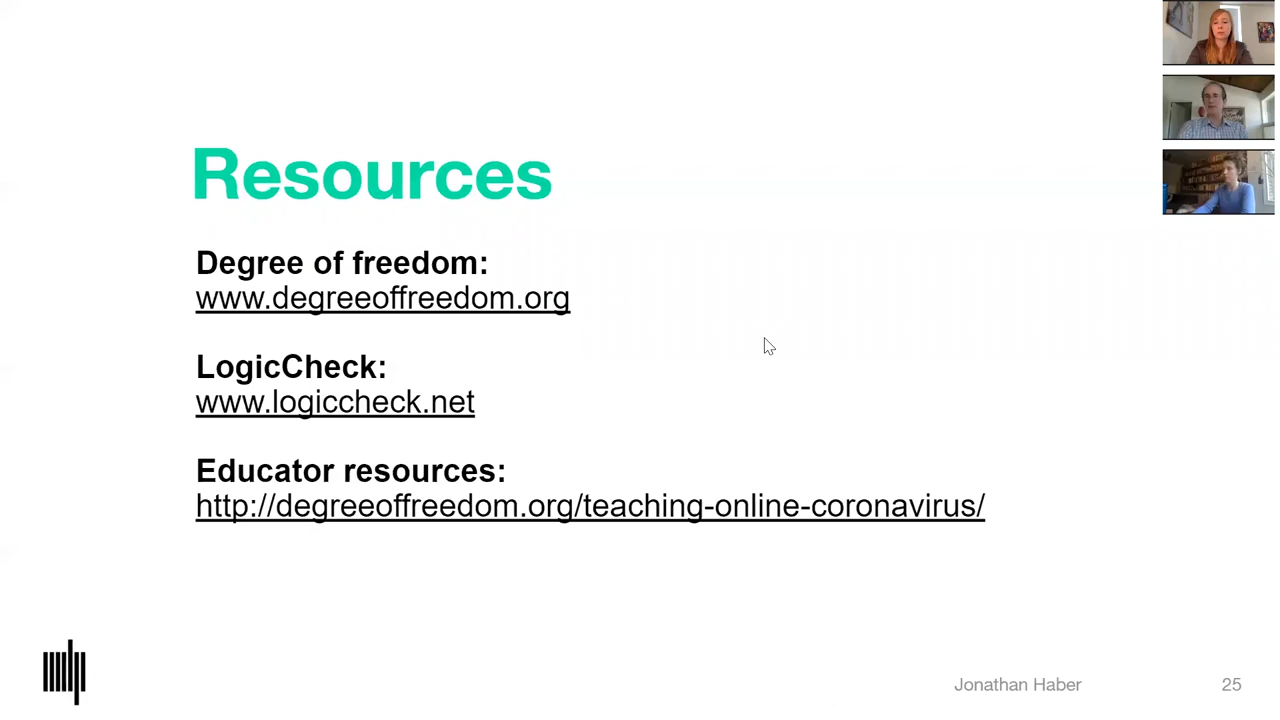 Resources
Degree of freedom:
www.degreeoffreedom.org
LogicCheck:
www.logiccheck.net
Educator resources:
http://degreeoffreedom.org/teaching-online-coronavirus/
Jonathan Haber
25